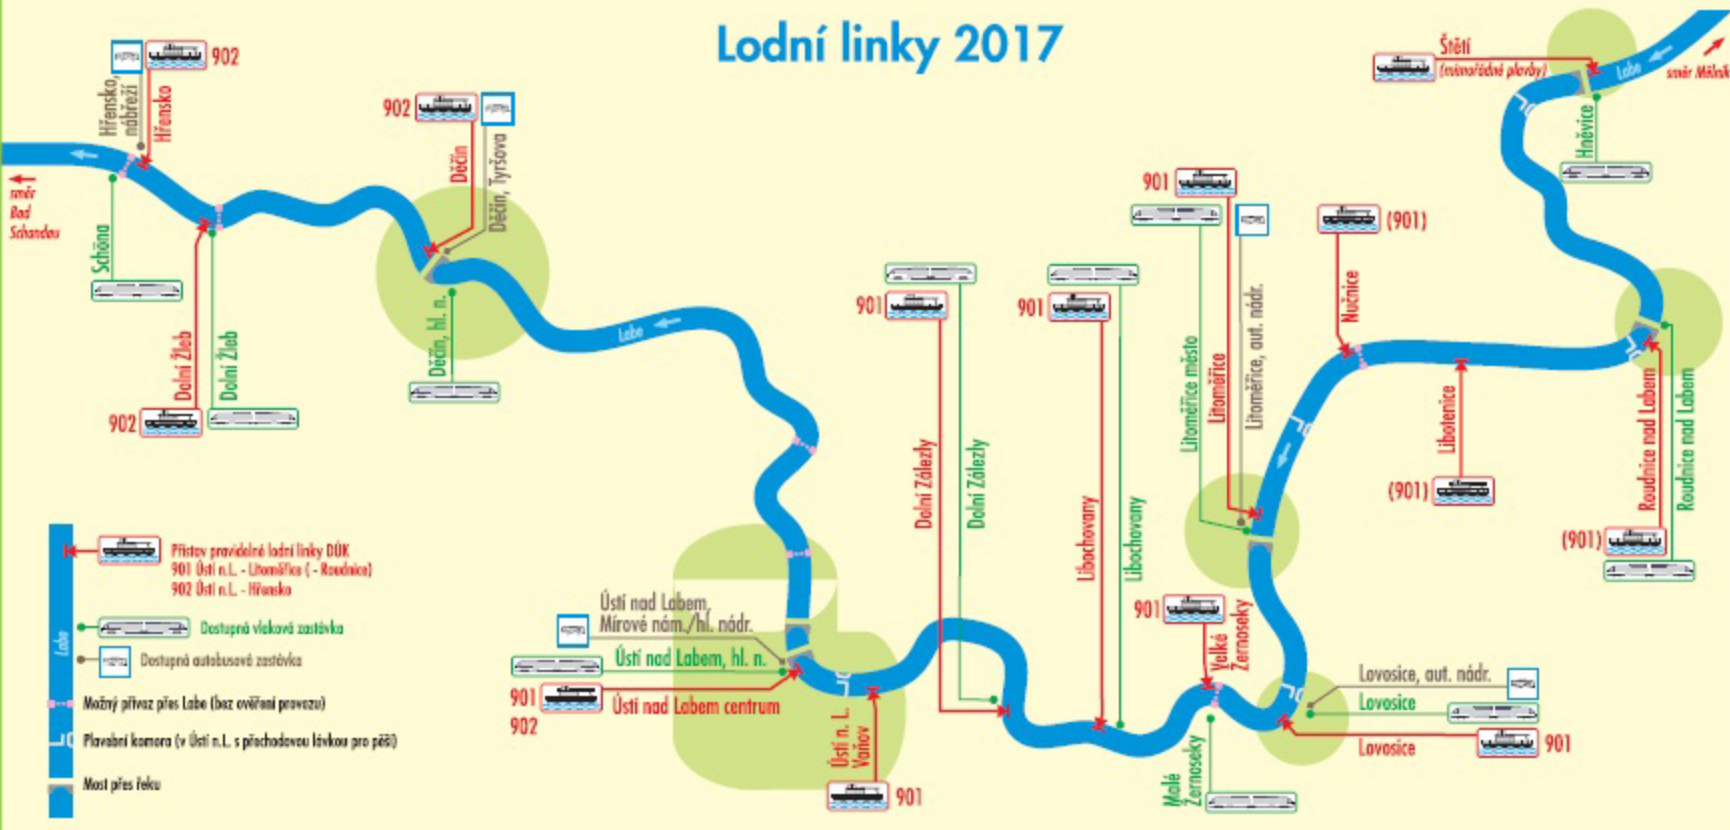 Lodní linky 2017
Hřensko,
nábřeží
902
Hřensko
směr
Bad
Schandau
Schöna
Dolní Žleb
902
Dolní Žleb
902
Děčín
Děčín, Tyršova
Děčín, hl. n.
Labe
901
Dolní Zálezly
Dolní Zálezly
901
Libochovany
Libochovany
901
Litoměřice město
Litoměřice
Litoměřice, aut. nádr.
(901)
Nučnice
Štětí
(mimořádné plavby)
Labe
směr Mělník
Hněvice
Libotenice
(901)
Roudnice nad Labem
Roudnice nad Labem
(901)
Ústí nad Labem,
Mírové nám./hl. nádr.
Ústí nad Labem, hl. n.
901
902
Ústí nad Labem centrum
Ústí n. L.
Vaňov
901
901
Velké
Žernoseky
Malé
Žernoseky
Lovosice, aut. nádr.
Lovosice
Lovosice
901
Labe
Přístav pravidelné lodní linky DÚK
901 Ústí n.L. - Litoměřice ( - Roudnice)
902 Ústí n.L. - Hřensko
Dostupná vlaková zastávka
Dostupná autobusová zastávka
Možný přívoz přes Labe (bez ověření provozu)
Plavební komora (v Ústí n.L. s přechodovou lávkou pro pěší)
Most přes řeku